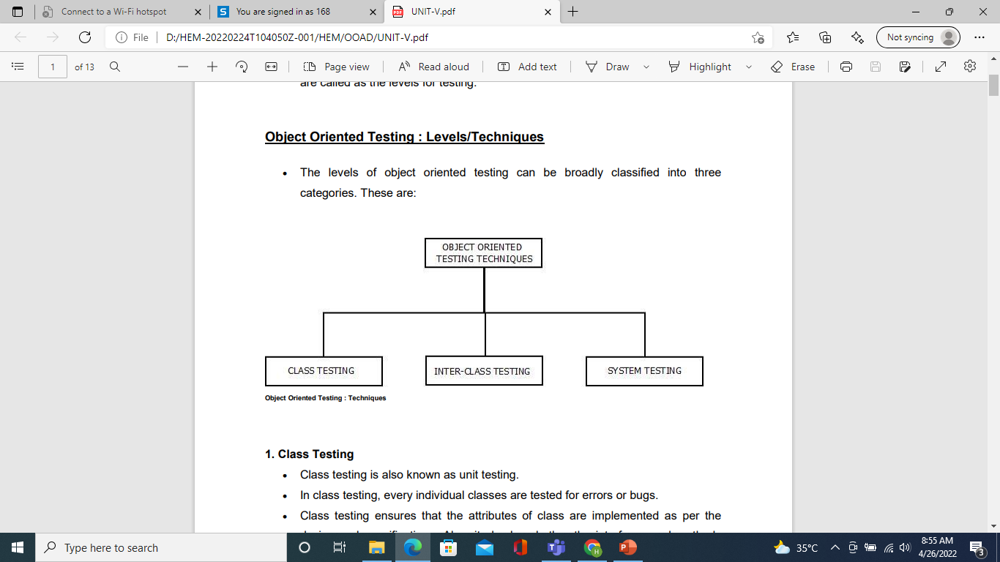 Connect to a Wi-Fi hotspot
S You are signed in as 168
PDF UNIT-V.pdf
File D:/HEM-20220224T104050Z-001/HEM/OOAD/UNIT-V.pdf Not syncing
1 of 13 Page view Read aloud Add text Draw Highlight Erase
are called as the levels for testing.
Object Oriented Testing : Levels/Techniques
• The levels of object oriented testing can be broadly classified into three
categories. These are:
OBJECT ORIENTED
TESTING TECHNIQUES
CLASS TESTING
INTER-CLASS TESTING
SYSTEM TESTING
Object Oriented Testing : Techniques
1. Class Testing
• Class testing is also known as unit testing.
• In class testing, every individual classes are tested for errors or bugs.
• Class testing ensures that the attributes of class are implemented as per the
Type here to search
35°C
8:55 AM
4/26/2022
3